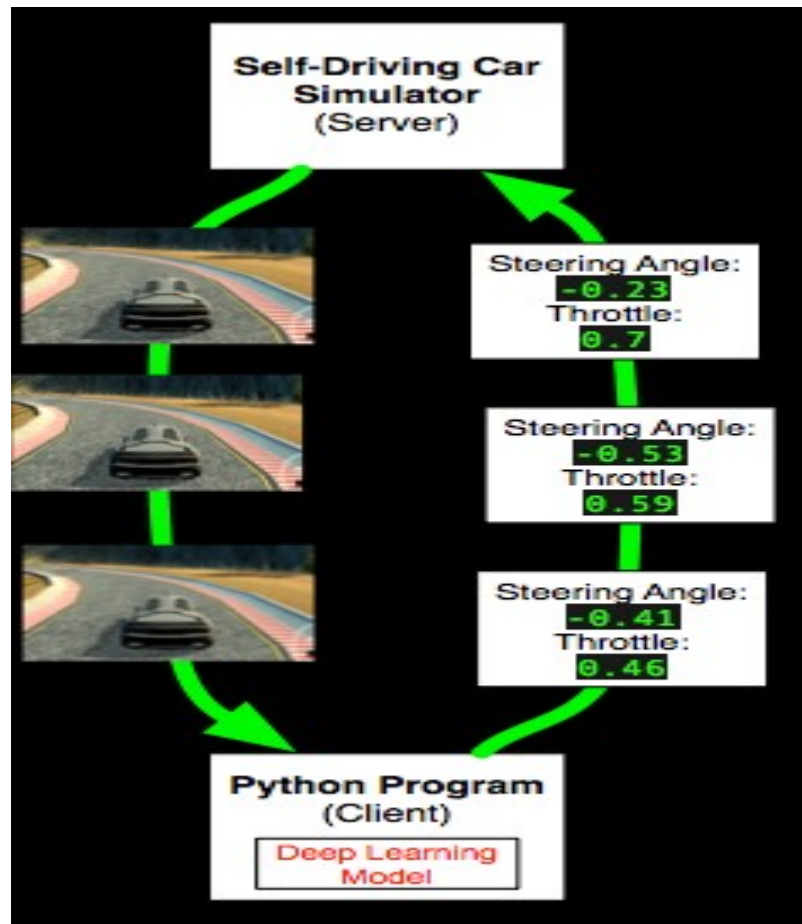 Self-Driving Car
Simulator
(Server)
Steering Angle:
-0.23
Throttle:
0.7
Steering Angle:
-0.53
Throttle:
0.59
Steering Angle:
-0.41
Throttle:
0.46
Python Program
(Client)
Deep Learning
Model